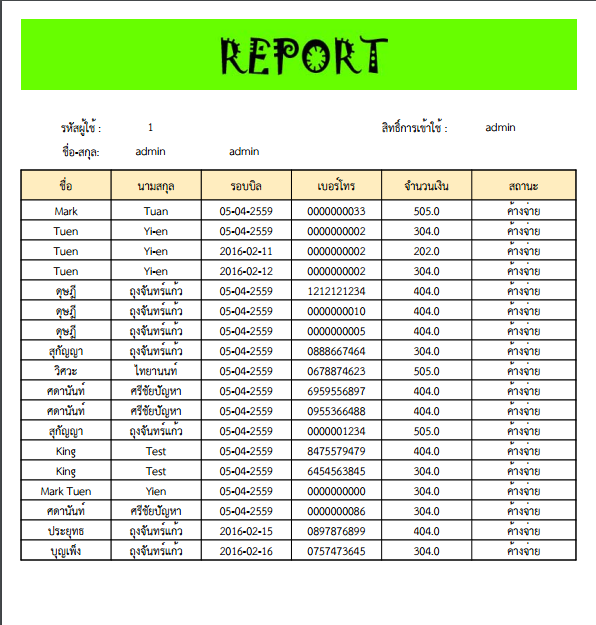 REPORT
รหัสผู้ใช้ : 1 สิทธิ์การเข้าใช้ : admin
ชื่อ-สกุล: admin admin
ชื่อ นามสกุล รอบบิล เบอร์โทร จำนวนเงิน สถานะ
Mark Tuan 05-04-2559 0000000033 505.0 ค้างจ่าย
Tuen Yi-en 05-04-2559 0000000002 304.0 ค้างจ่าย
Tuen Yi-en 2016-02-11 0000000002 202.0 ค้างจ่าย
Tuen Yi-en 2016-02-12 0000000002 304.0 ค้างจ่าย
ดุษฎี ถุงจันทร์แก้ว 05-04-2559 1212121234 404.0 ค้างจ่าย
ดุษฎี ถุงจันทร์แก้ว 05-04-2559 0000000010 404.0 ค้างจ่าย
ดุษฎี ถุงจันทร์แก้ว 05-04-2559 0000000005 404.0 ค้างจ่าย
สุกัญญา ถุงจันทร์แก้ว 05-04-2559 0888667464 304.0 ค้างจ่าย
วิศวะ ไทยานนท์ 05-04-2559 0678874623 505.0 ค้างจ่าย
ศดานันท์ ศรีชัยปัญหา 05-04-2559 6959556897 404.0 ค้างจ่าย
ศดานันท์ ศรีชัยปัญหา 05-04-2559 0955366488 404.0 ค้างจ่าย
สุกัญญา ถุงจันทร์แก้ว 05-04-2559 0000001234 505.0 ค้างจ่าย
King Test 05-04-2559 8475579479 404.0 ค้างจ่าย
King Test 05-04-2559 6454563845 304.0 ค้างจ่าย
Mark Tuen Yien 05-04-2559 0000000000 304.0 ค้างจ่าย
ศดานันท์ ศรีชัยปัญหา 05-04-2559 0000000086 304.0 ค้างจ่าย
ประยุทธ ถุงจันทร์แก้ว 2016-02-15 0897876899 404.0 ค้างจ่าย
บุญเพ็ง ถุงจันทร์แก้ว 2016-02-16 0757473645 304.0 ค้างจ่าย